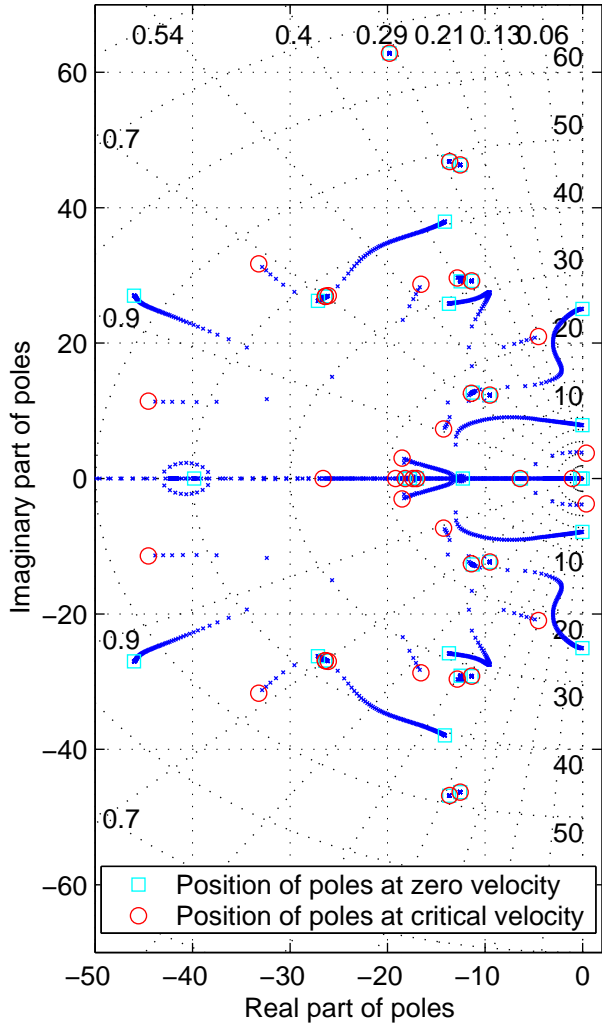 0.54 0.4 0.29 0.21 0.13 0.06
60 60
0.7 50
40 40
30
0.9 20 20
10
0
10
−20 0.9 20
30
−40 40
0.7 50
−60
Position of poles at zero velocity
Position of poles at critical velocity
−50 −40 −30 −20 −10 0
Real part of poles
Imaginary part of poles